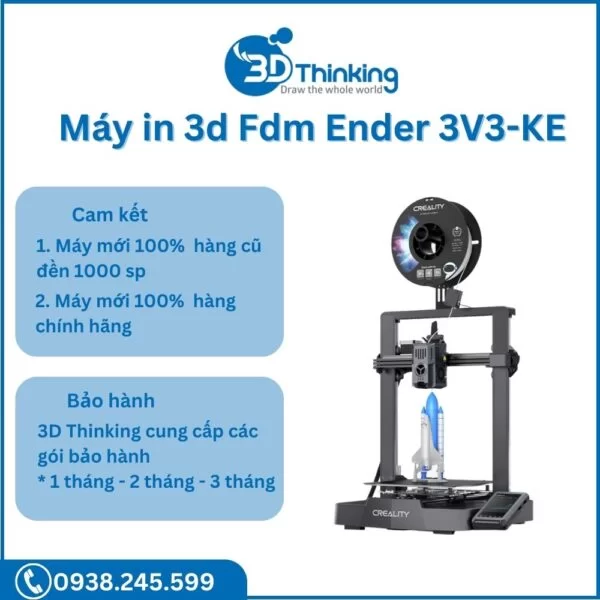 3D Thinking
Draw the whole world
Máy in 3d Fdm Ender 3V3-KE
Cam kết
1. Máy mới 100% hàng cũ
đền 1000 sp
2. Máy mới 100% hàng
chính hãng
Bảo hành
3D Thinking cung cấp các
gói bảo hành
* 1 tháng - 2 tháng - 3 tháng
CREALITY
CREALITY
0938.245.599